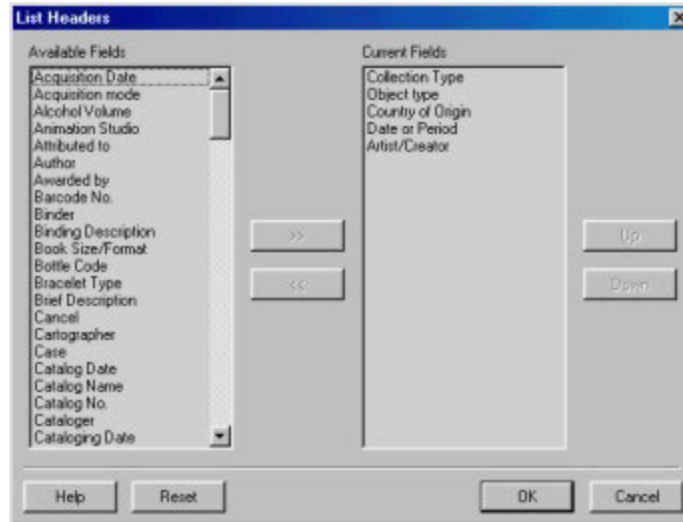 List Headers
Available Fields
Acquisition Date
Acquisition mode
Alcohol Volume
Animation Studio
Attributed to
Author
Awarded by
Barcode No.
Binder
Binding Description
Book Size/Format
Bottle Code
Bracelet Type
Brief Description
Cancel
Cartographer
Case
Catalog Date
Catalog Name
Catalog No.
Cataloger
Cataloging Date
>>
<<
Current Fields
Collection Type
Object type
Country of Origin
Date or Period
Artist/Creator
Up
Down
Help
Reset
OK
Cancel